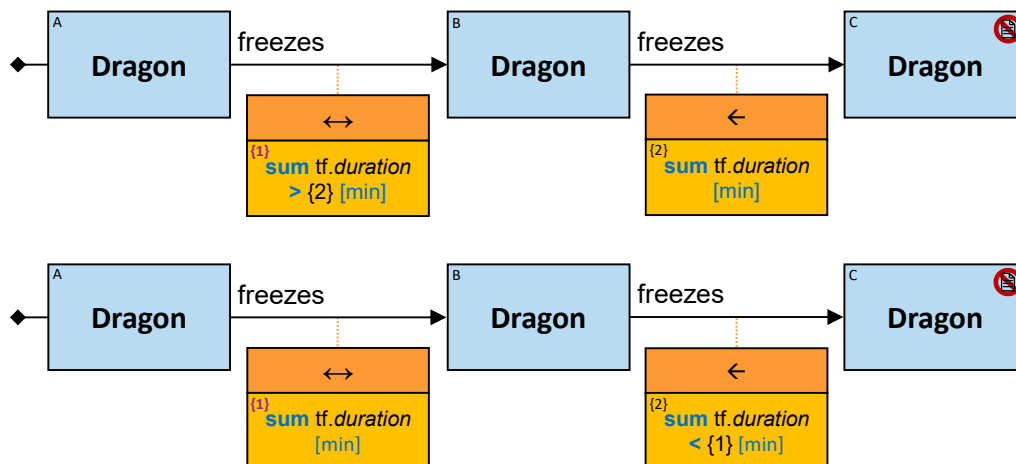 A
Dragon
freezes
B
Dragon
freezes
C
Dragon
↔
{1}
sum tf.duration
> {2} [min]
←
{2}
sum tf.duration
[min]
A
Dragon
freezes
B
Dragon
freezes
C
Dragon
↔
{1}
sum tf.duration
[min]
←
{2}
sum tf.duration
< {1} [min]